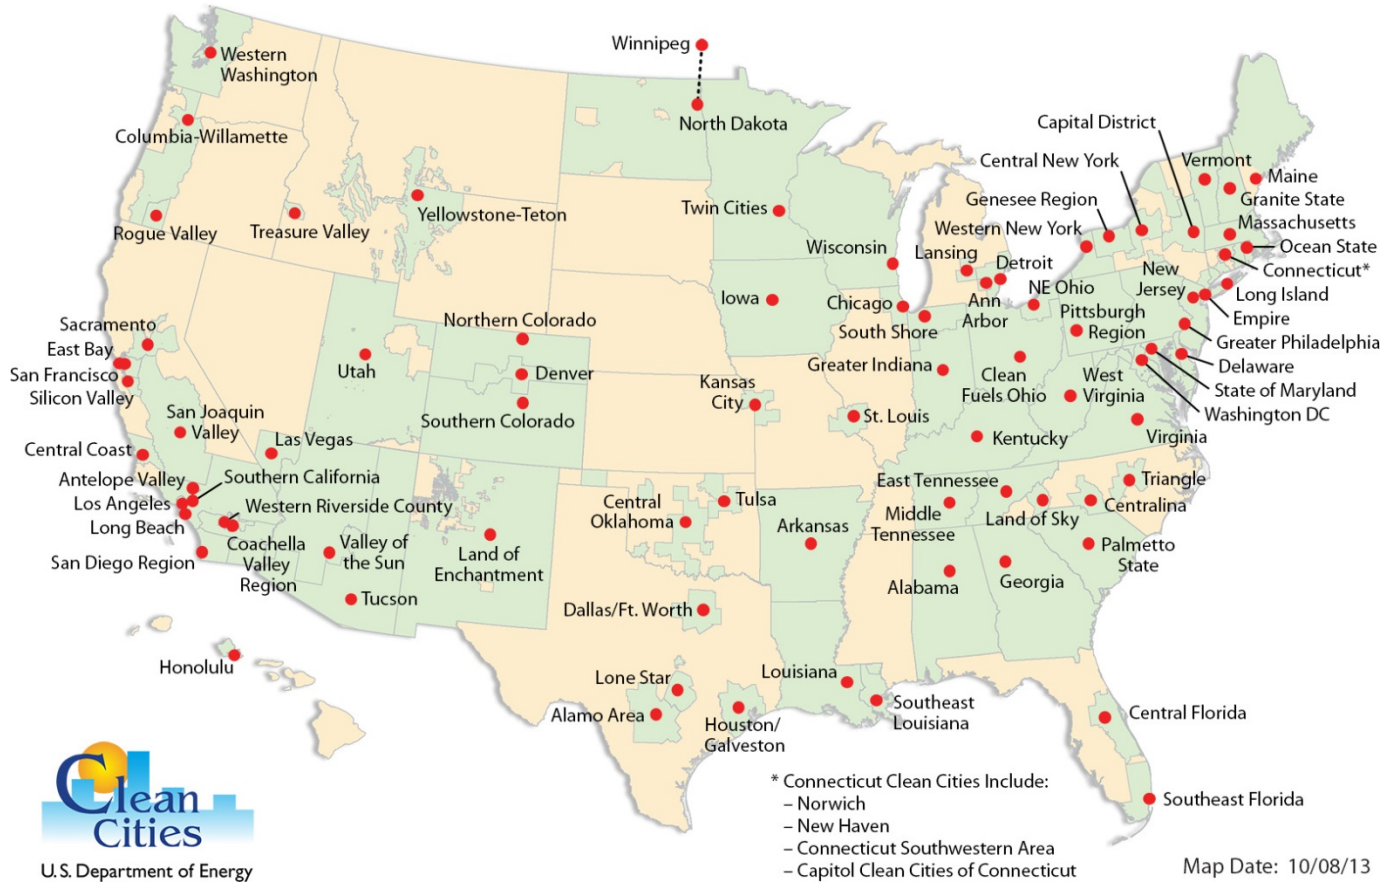 Winnipeg
Western
Washington
North Dakota
Columbia-Willamette
Capital District
Central New York
Vermont
Maine
Genesee Region
Granite State
Yellowstone-Teton
Twin Cities
Massachusetts
Rogue Valley
Treasure Valley
Western New York
Wisconsin
Lansing
Ocean State
Detroit
New
Jersey
Connecticut*
Iowa
Chicago
Ann
Arbor
NE Ohio
Long Island
Pittsburgh
Region
Empire
Sacramento
Northern Colorado
South Shore
Greater Philadelphia
East Bay
Utah
Denver
Greater Indiana
Clean
Fuels Ohio
Delaware
San Francisco
Kansas
City
West
Virginia
State of Maryland
Silicon Valley
San Joaquin
Valley
Southern Colorado
St. Louis
Washington DC
Las Vegas
Kentucky
Virginia
Central Coast
Antelope Valley
Southern California
East Tennessee
Triangle
Los Angeles
Western Riverside County
Central
Oklahoma
Tulsa
Middle
Tennessee
Land of Sky
Centralina
Long Beach
Arkansas
San Diego Region
Coachella
Valley
Region
Valley of
the Sun
Land of
Enchantment
Palmetto
State
Alabama
Georgia
Tucson
Dallas/Ft. Worth
Honolulu
Lone Star
Louisiana
Alamo Area
Houston/
Galveston
Southeast
Louisiana
Central Florida
Southeast Florida
Clean
Cities
U.S. Department of Energy
* Connecticut Clean Cities Include:
– Norwich
– New Haven
– Connecticut Southwestern Area
– Capitol Clean Cities of Connecticut
Map Date: 10/08/13